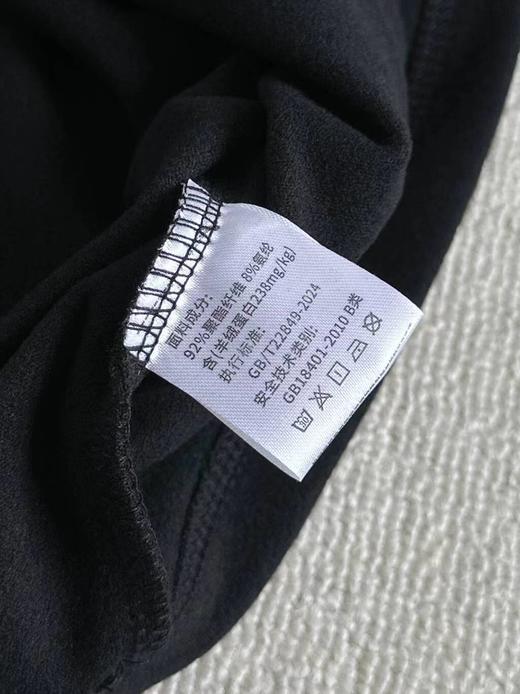 面料成分:
92%聚酯纤维 8%氨纶
含(羊绒蛋白238mg/kg)
执行标准:
GB/T22849-2024
安全技术类别:
GB18401-2010 B类
30